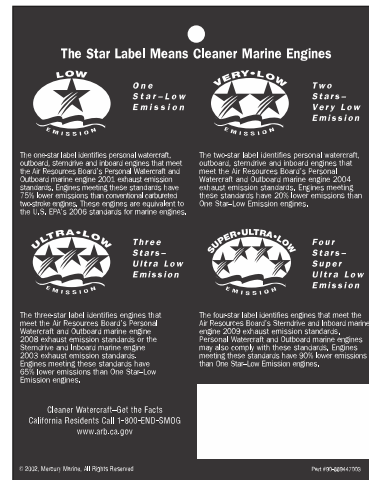 The Star Label Means Cleaner Marine Engines
LOW
EMISSION
One
Star–Low
Emission
The one-star label identifies personal watercraft,
outboard, sterndrive and inboard engines that meet
the Air Resources Board's Personal Watercraft and
Outboard marine engine 2001 exhaust emission
standards. Engines meeting these standards have
75% lower emissions than conventional carbureted
two-stroke engines. These engines are equivalent to
the U.S. EPA's 2006 standards for marine engines.
VERY•LOW
EMISSION
Two
Stars–
Very Low
Emission
The two-star label identifies personal watercraft,
outboard, sterndrive and inboard engines that
meet the Air Resources Board's Personal
Watercraft and Outboard marine engine 2004
exhaust emission standards. Engines meeting
these standards have 20% lower emissions than
One Star–Low Emission engines.
ULTRA•LOW
EMISSION
Three
Stars–
Ultra Low
Emission
The three-star label identifies engines that
meet the Air Resources Board's Personal
Watercraft and Outboard marine engine
2008 exhaust emission standards or the
Sterndrive and Inboard marine engine
2003 exhaust emission standards.
Engines meeting these standards have
65% lower emissions than One Star–Low
Emission engines.
SUPER•ULTRA•LOW
EMISSION
Four
Stars–
Super
Ultra Low
Emission
The four-star label identifies engines that meet the
Air Resources Board's Sterndrive and Inboard marine
engine 2009 exhaust emission standards.
Personal Watercraft and Outboard marine engines
may also comply with these standards. Engines
meeting these standards have 90% lower emissions
than One Star–Low Emission engines.
Cleaner Watercraft–Get the Facts
California Residents Call 1-800-END-SMOG
www.arb.ca.gov
© 2002, Mercury Marine, All Rights Reserved
Part #